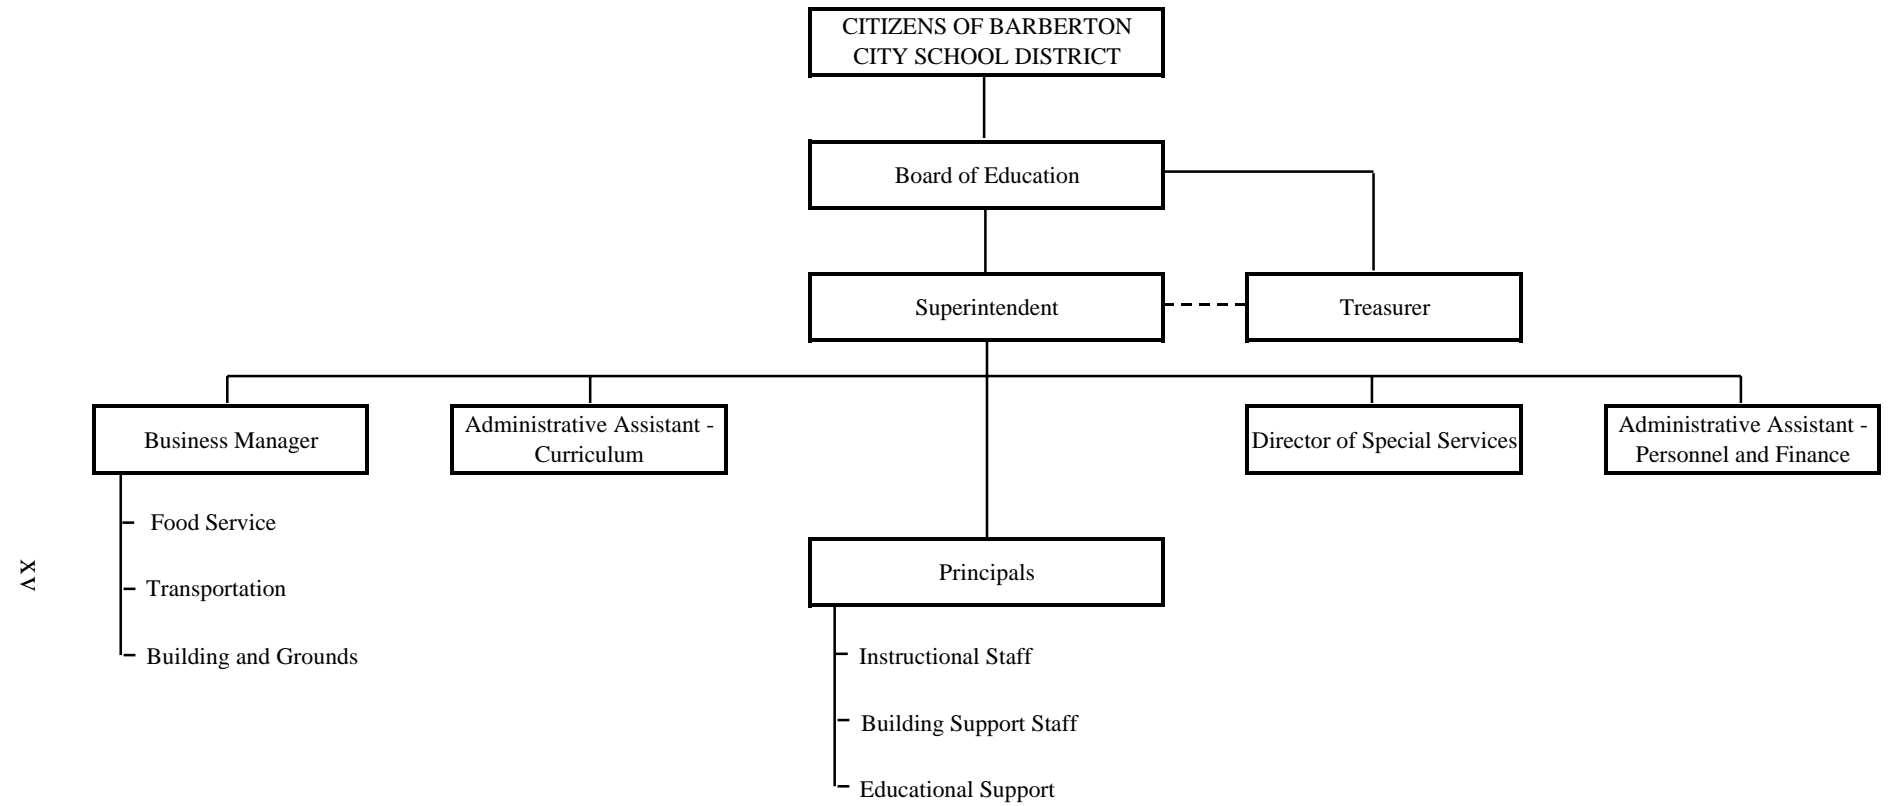 CITIZENS OF BARBERTON
CITY SCHOOL DISTRICT
Board of Education
Superintendent
Treasurer
Business Manager
Administrative Assistant -
Curriculum
Director of Special Services
Administrative Assistant -
Personnel and Finance
Food Service
Transportation
Building and Grounds
Principals
Instructional Staff
Building Support Staff
Educational Support
xv